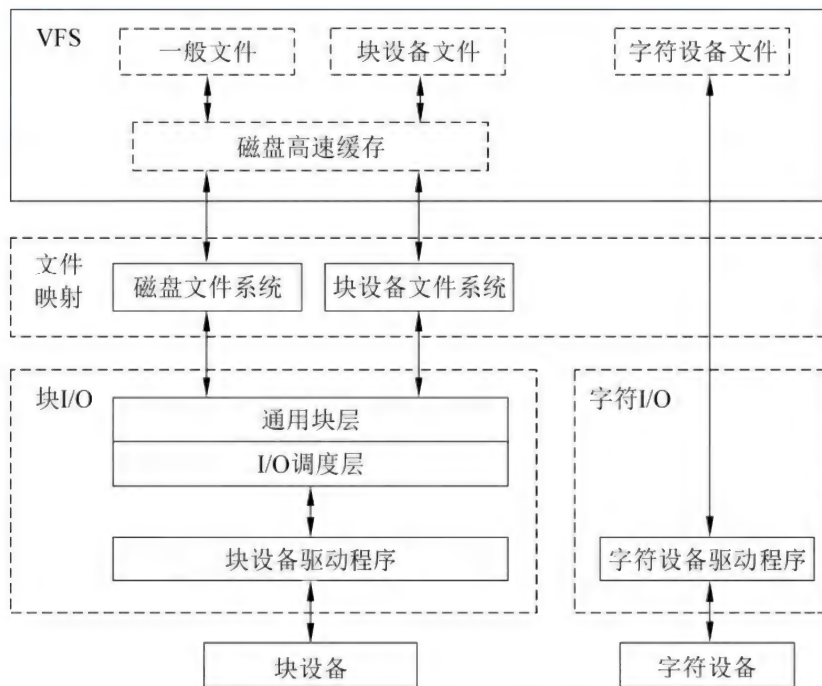 VFS
一般文件
块设备文件
字符设备文件
磁盘高速缓存
文件
映射
磁盘文件系统
块设备文件系统
块I/O
字符I/O
通用块层
I/O调度层
块设备驱动程序
字符设备驱动程序
块设备
字符设备